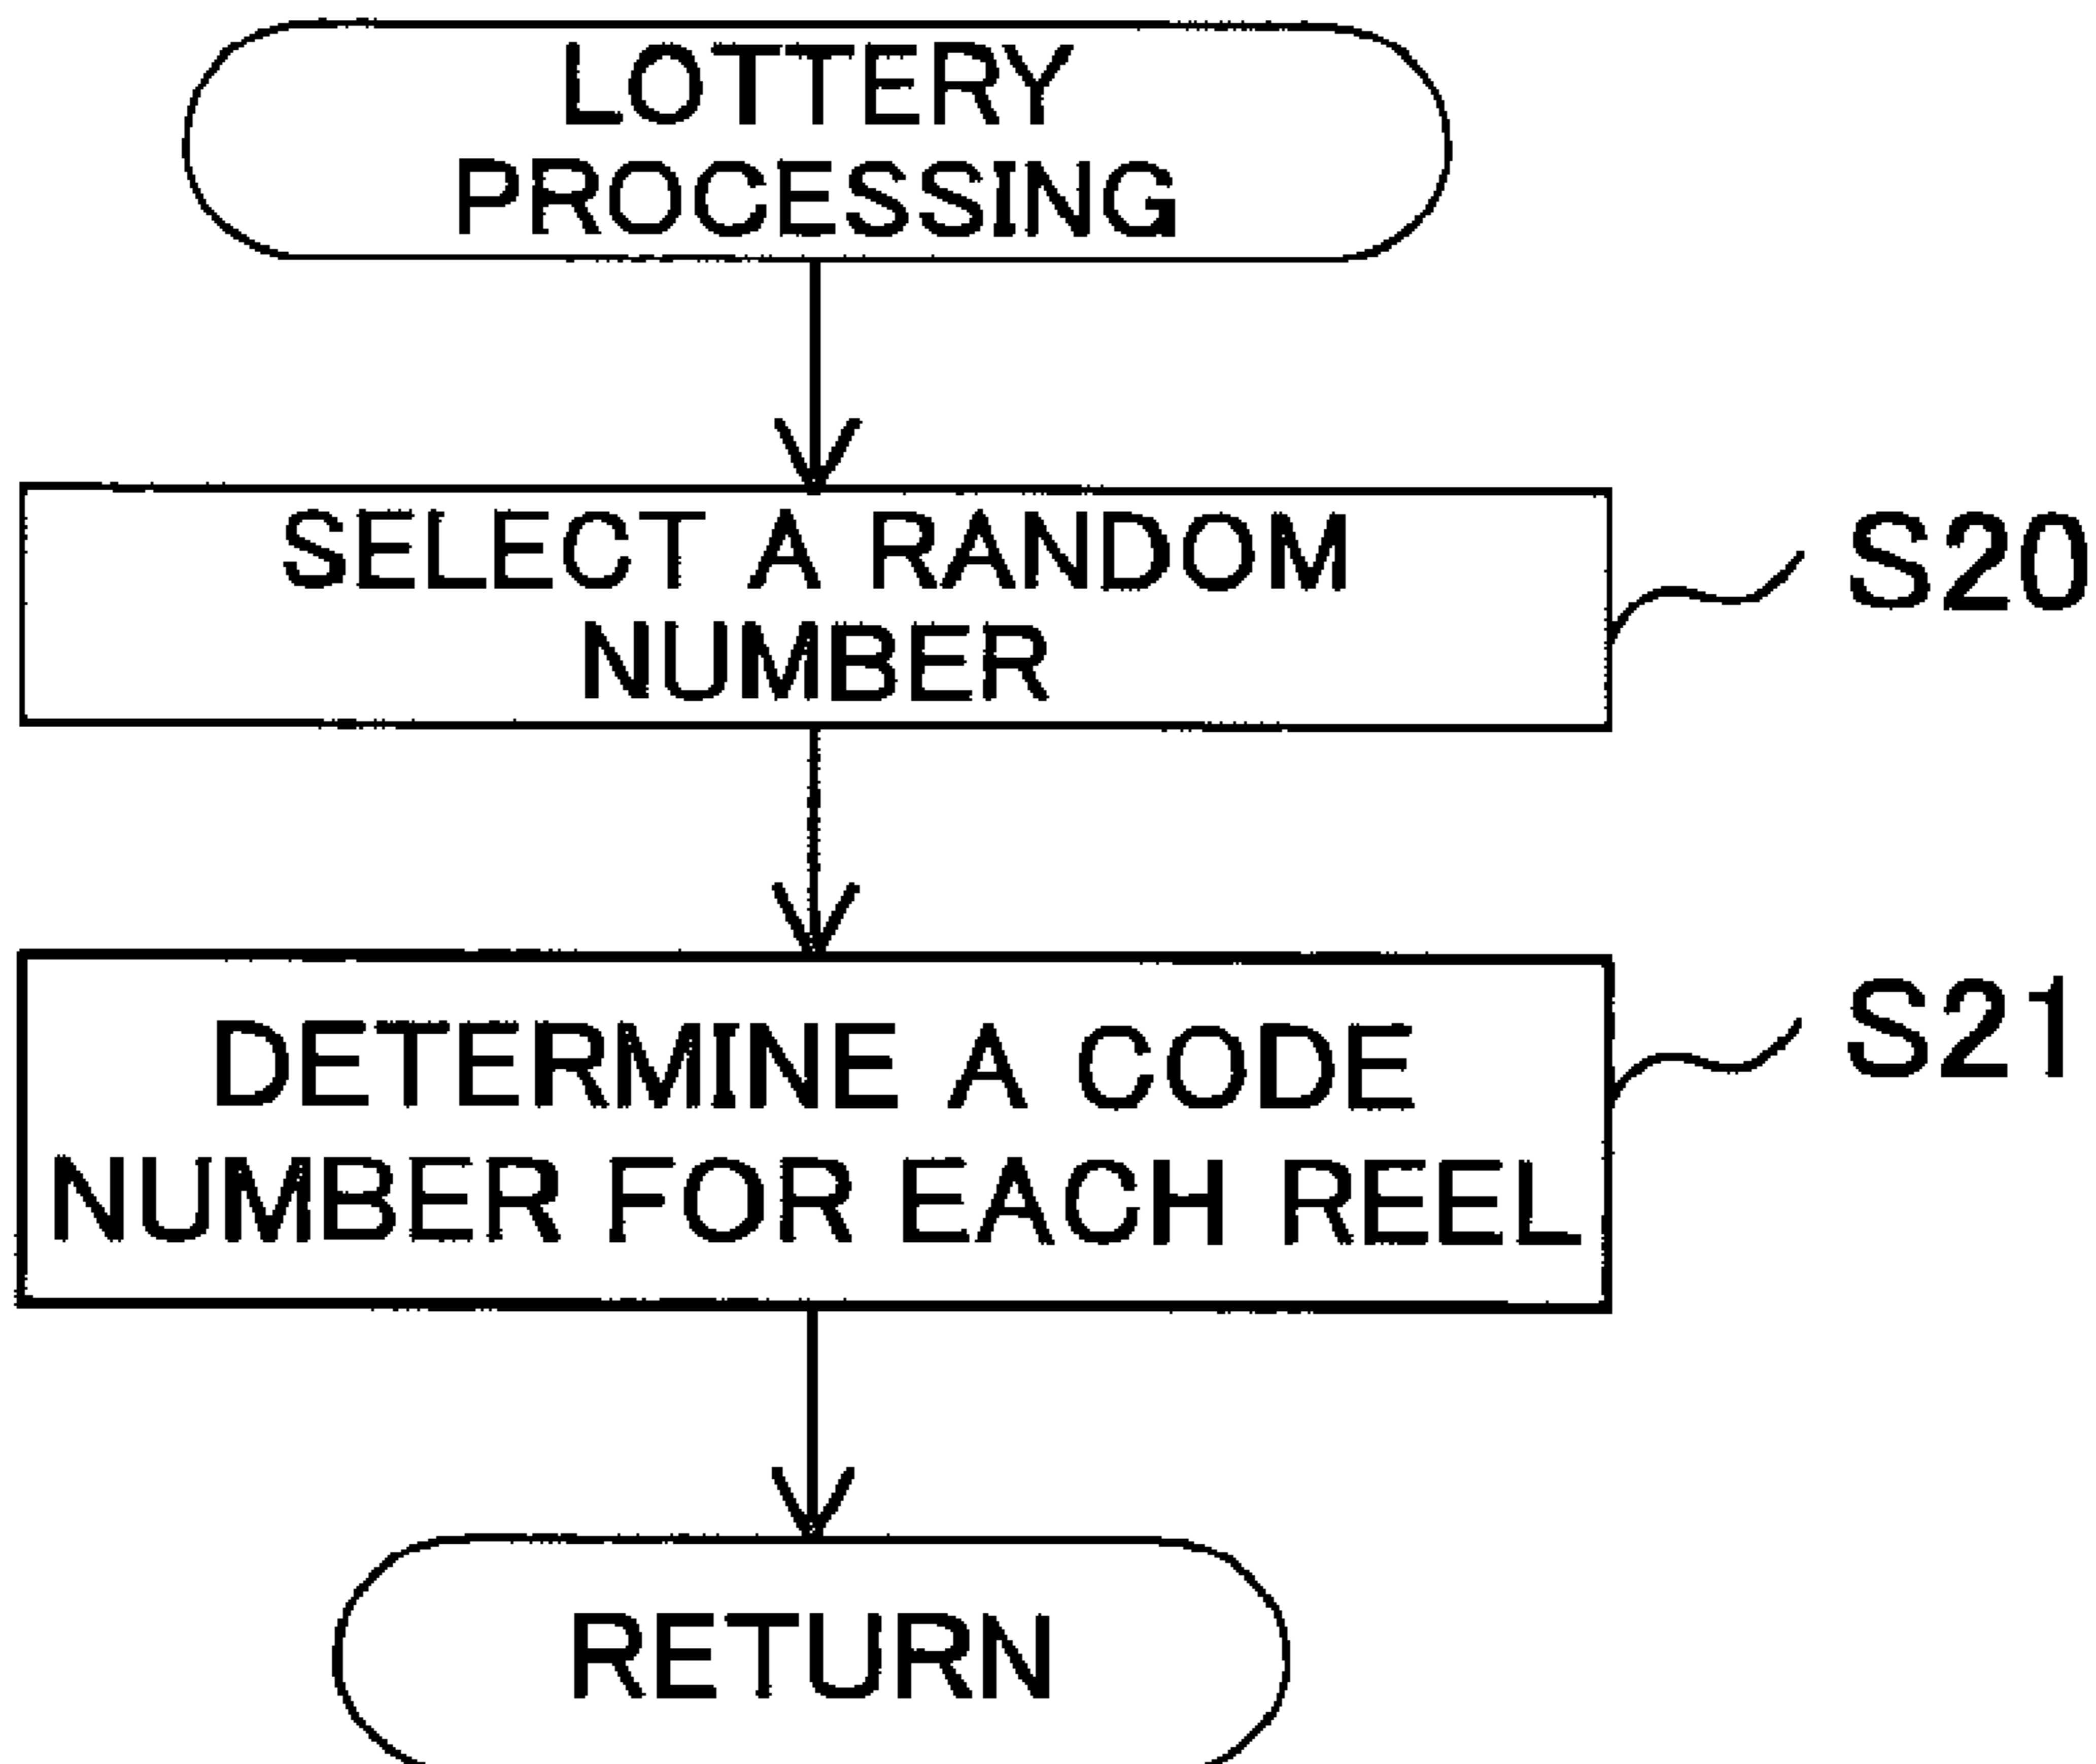 LOTTERY
PROCESSING
SELECT A RANDOM
NUMBER
S20
DETERMINE A CODE
NUMBER FOR EACH REEL
S21
RETURN